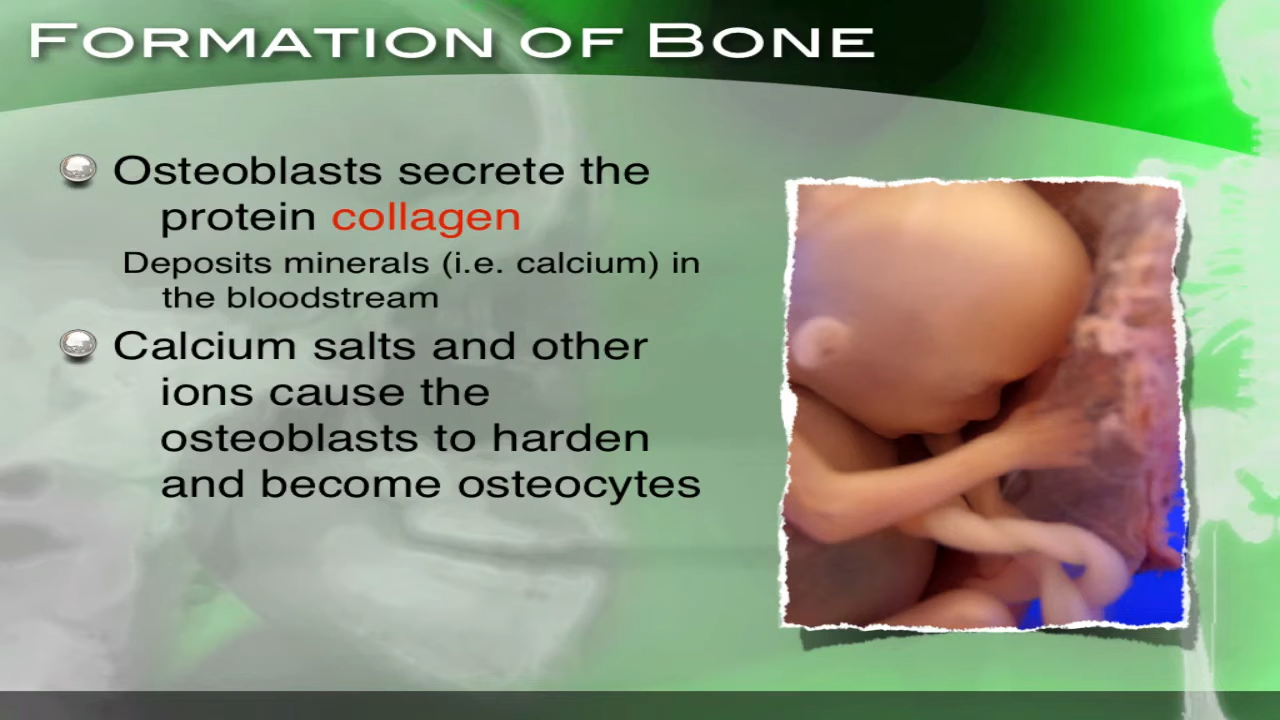 Formation of Bone
Osteoblasts secrete the
protein collagen
Deposits minerals (i.e. calcium) in
the bloodstream
Calcium salts and other
ions cause the
osteoblasts to harden
and become osteocytes